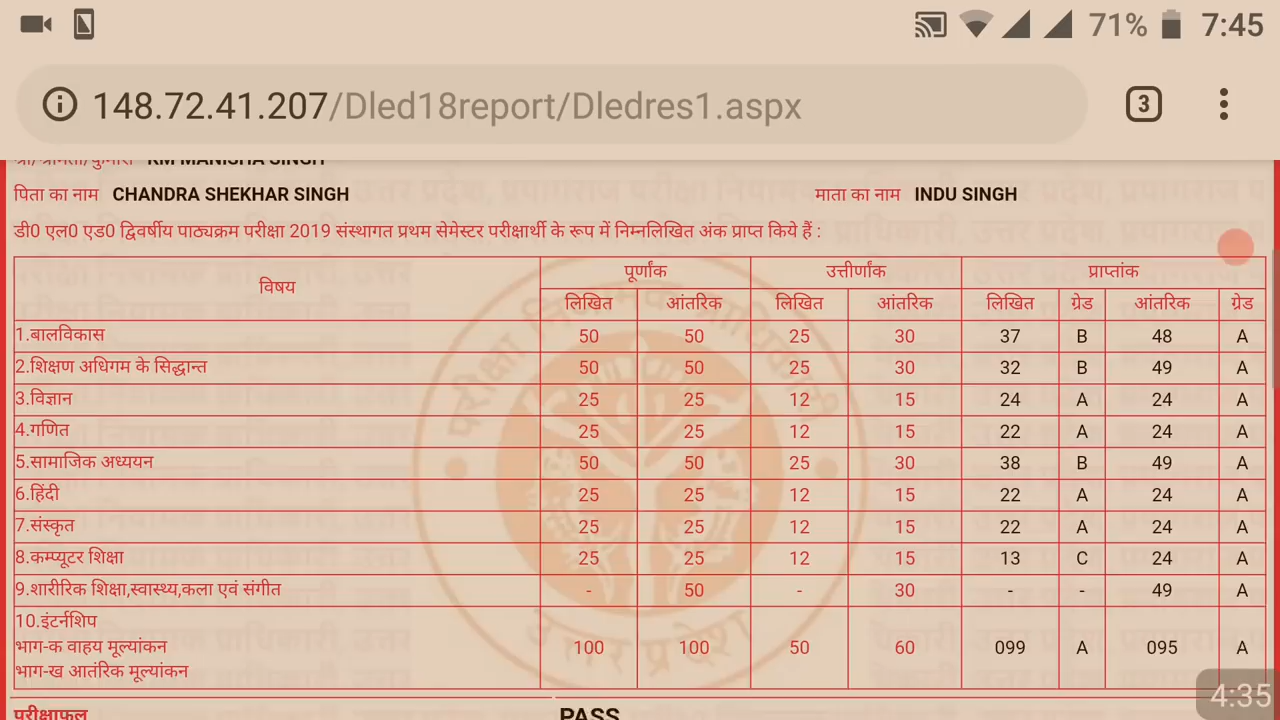 71% 7:45
148.72.41.207/Dled18report/Dledres1.aspx 3
श्री/श्रीमती/कुमारी KM MANISHA SINGH
पिता का नाम CHANDRA SHEKHAR SINGH माता का नाम INDU SINGH
डी0 एल0 एड0 द्विवर्षीय पाठ्यक्रम परीक्षा 2019 संस्थागत प्रथम सेमेस्टर परीक्षार्थी के रूप में निम्नलिखित अंक प्राप्त किये हैं :
विषय पूर्णांक उत्तीर्णांक प्राप्तांक
लिखित आंतरिक लिखित आंतरिक लिखित ग्रेड आंतरिक ग्रेड
1.बालविकास 50 50 25 30 37 B 48 A
2.शिक्षण अधिगम के सिद्धान्त 50 50 25 30 32 B 49 A
3.विज्ञान 25 25 12 15 24 A 24 A
4.गणित 25 25 12 15 22 A 24 A
5.सामाजिक अध्ययन 50 50 25 30 38 B 49 A
6.हिंदी 25 25 12 15 22 A 24 A
7.संस्कृत 25 25 12 15 22 A 24 A
8.कम्प्यूटर शिक्षा 25 25 12 15 13 C 24 A
9.शारीरिक शिक्षा,स्वास्थ्य,कला एवं संगीत - 50 - 30 - - 49 A
10.इंटर्नशिप
भाग-क वाहय मूल्यांकन 100 100 50 60 099 A 095 A
भाग-ख आतंरिक मूल्यांकन
परीक्षाफल PASS
4:35